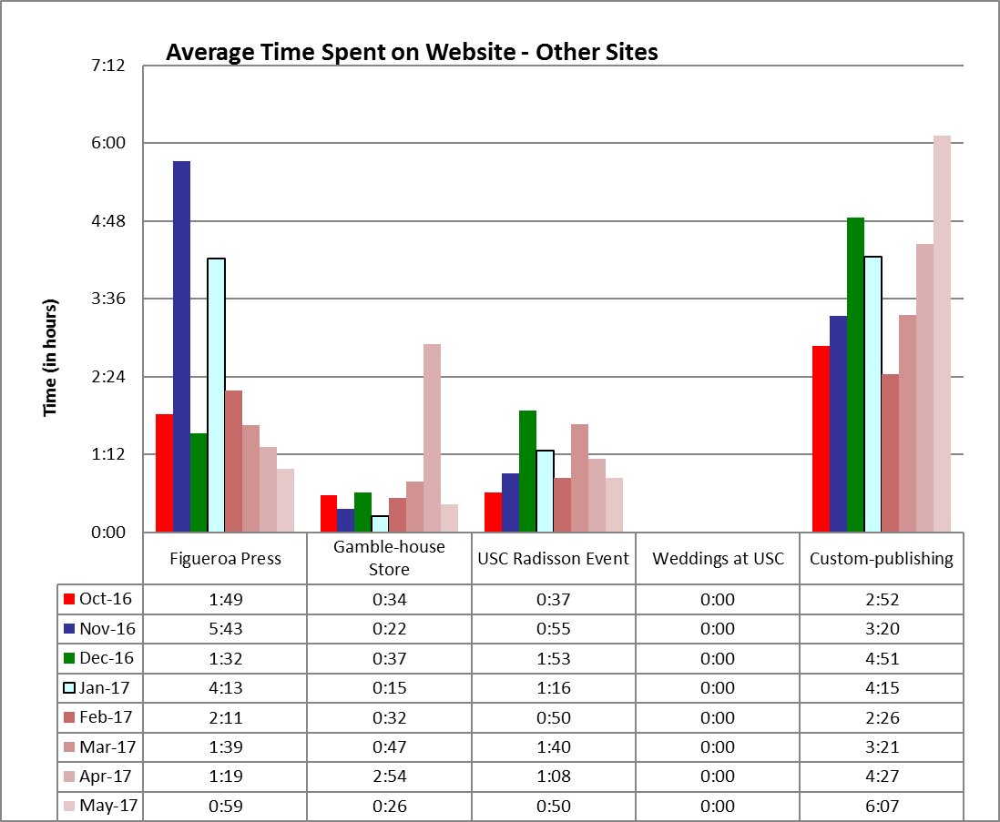 Average Time Spent on Website - Other Sites
7:12
6:00
4:48
3:36
2:24
1:12
0:00
Time (in hours)
Figueroa Press Gamble-house Store USC Radisson Event Weddings at USC Custom-publishing
Oct-16 1:49 0:34 0:37 0:00 2:52
Nov-16 5:43 0:22 0:55 0:00 3:20
Dec-16 1:32 0:37 1:53 0:00 4:51
Jan-17 4:13 0:15 1:16 0:00 4:15
Feb-17 2:11 0:32 0:50 0:00 2:26
Mar-17 1:39 0:47 1:40 0:00 3:21
Apr-17 1:19 2:54 1:08 0:00 4:27
May-17 0:59 0:26 0:50 0:00 6:07